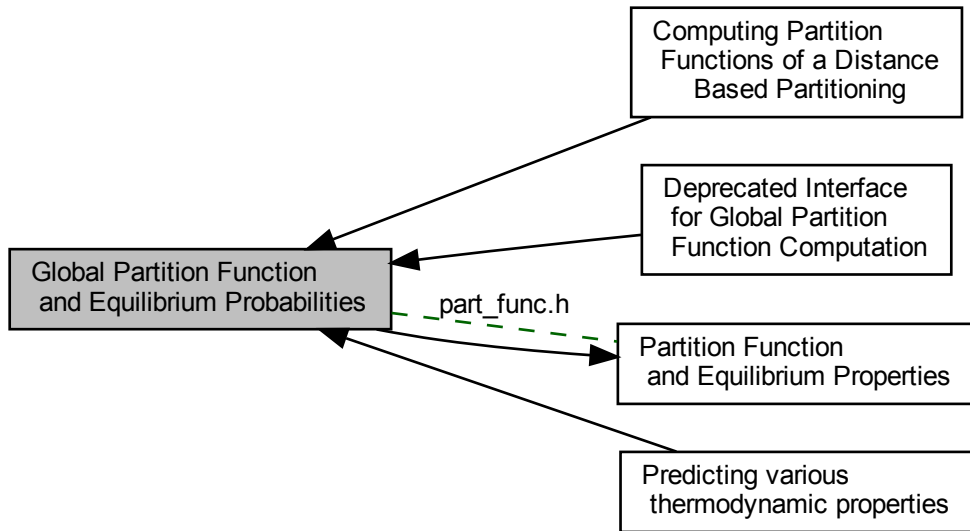 Computing Partition
Functions of a Distance
Based Partitioning
Deprecated Interface
for Global Partition
Function Computation
Global Partition Function
and Equilibrium Probabilities
part_func.h
Partition Function
and Equilibrium Properties
Predicting various
thermodynamic properties